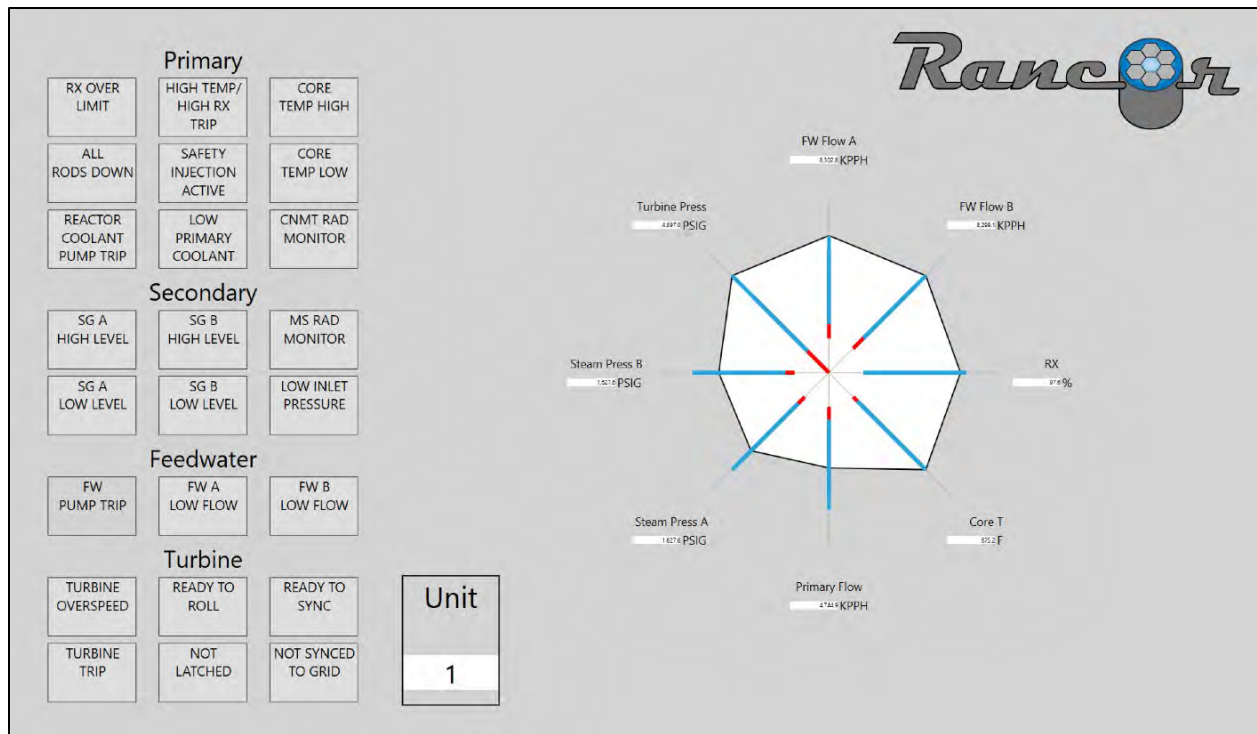 Rancor
Primary
RX OVER
LIMIT
HIGH TEMP/
HIGH RX
TRIP
CORE
TEMP HIGH
ALL
RODS DOWN
SAFETY
INJECTION
ACTIVE
CORE
TEMP LOW
REACTOR
COOLANT
PUMP TRIP
LOW
PRIMARY
COOLANT
CNMT RAD
MONITOR
Secondary
SG A
HIGH LEVEL
SG B
HIGH LEVEL
MS RAD
MONITOR
SG A
LOW LEVEL
SG B
LOW LEVEL
LOW INLET
PRESSURE
Feedwater
FW
PUMP TRIP
FW A
LOW FLOW
FW B
LOW FLOW
Turbine
TURBINE
OVERSPEED
READY TO
ROLL
READY TO
SYNC
TURBINE
TRIP
NOT
LATCHED
NOT SYNCED
TO GRID
Unit
1
FW Flow A
KPPH
FW Flow B
KPPH
RX
97.6 %
Core T
F
Primary Flow
KPPH
Steam Press A
PSIG
Steam Press B
PSIG
Turbine Press
PSIG